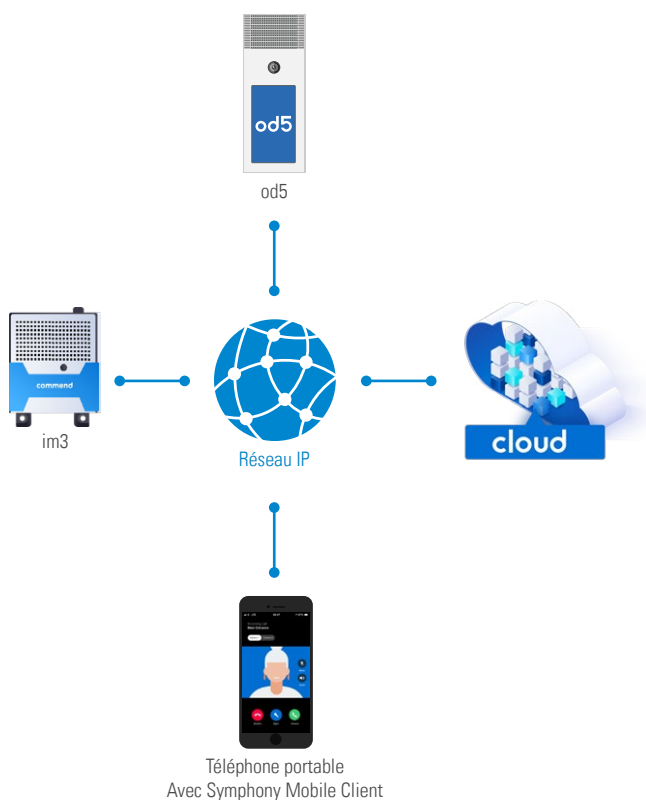 od5
od5
commend
im3
Réseau IP
cloud
Téléphone portable
Avec Symphony Mobile Client